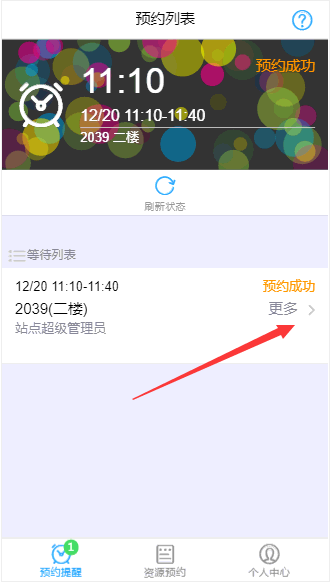 预约列表
?
预约成功
11:10
12/20 11:10-11:40
2039 二楼
刷新状态
等待列表
12/20 11:10-11:40 预约成功
2039(二楼) 更多
站点超级管理员
1
预约提醒 资源预约 个人中心